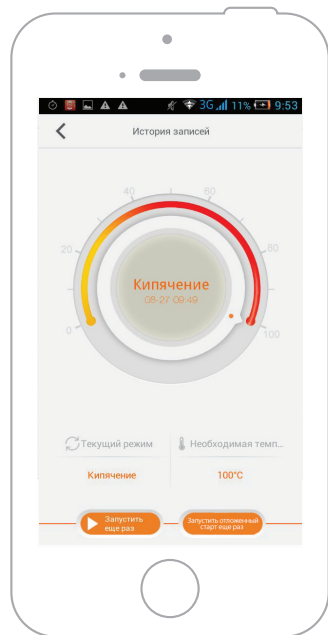 3G 11% 9:53
История записей
40 60
20 80
Кипячение
08-27 09:49
0 100
Текущий режим Необходимая темп...
Кипячение 100°C
Запустить
еще раз
Запустить отложенный
старт еще раз